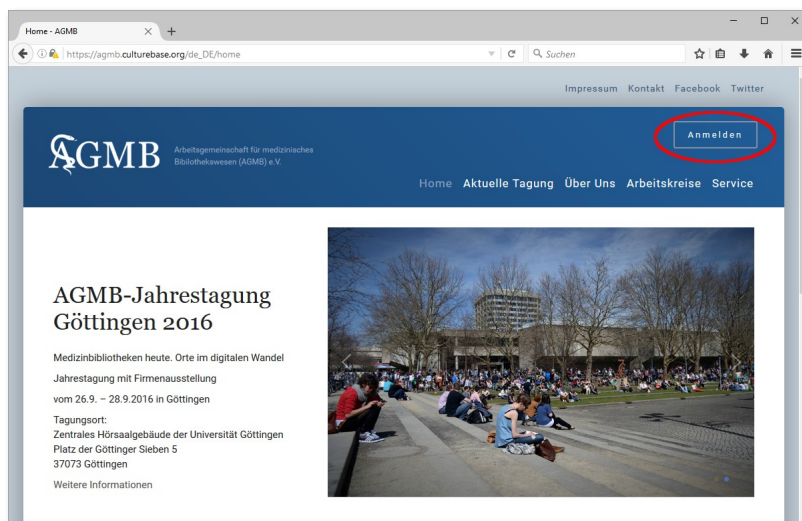 Home - AGMB
https://agmb.culturebase.org/de_DE/home
Suchen
Impressum Kontakt Facebook Twitter
Anmelden
AGMB
Arbeitsgemeinschaft für medizinisches
Bibliothekswesen (AGMB) e.V.
Home Aktuelle Tagung Über Uns Arbeitskreise Service
AGMB-Jahrestagung
Göttingen 2016
Medizinbibliotheken heute. Orte im digitalen Wandel
Jahrestagung mit Firmenausstellung
vom 26.9. – 28.9.2016 in Göttingen
Tagungsort:
Zentrales Hörsaalgebäude der Universität Göttingen
Platz der Göttinger Sieben 5
37073 Göttingen
Weitere Informationen